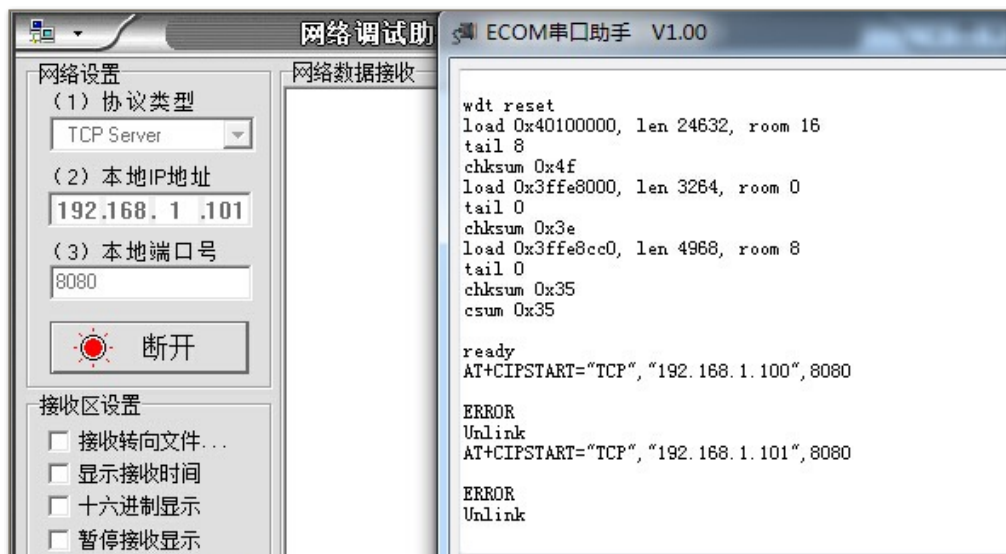 网络调试助
网络设置
(1) 协议类型
TCP Server
(2) 本地IP地址
192.168. 1 .101
(3) 本地端口号
8080
断开
接收区设置
接收转向文件...
显示接收时间
十六进制显示
暂停接收显示
网络数据接收
ECOM串口助手 V1.00
wdt reset
load 0x40100000, len 24632, room 16
tail 8
chksum 0x4f
load 0x3ffe8000, len 3264, room 0
tail 0
chksum 0x3e
load 0x3ffe8cc0, len 4968, room 8
tail 0
chksum 0x35
csum 0x35
ready
AT+CIPSTART="TCP","192.168.1.100",8080
ERROR
Unlink
AT+CIPSTART="TCP","192.168.1.101",8080
ERROR
Unlink